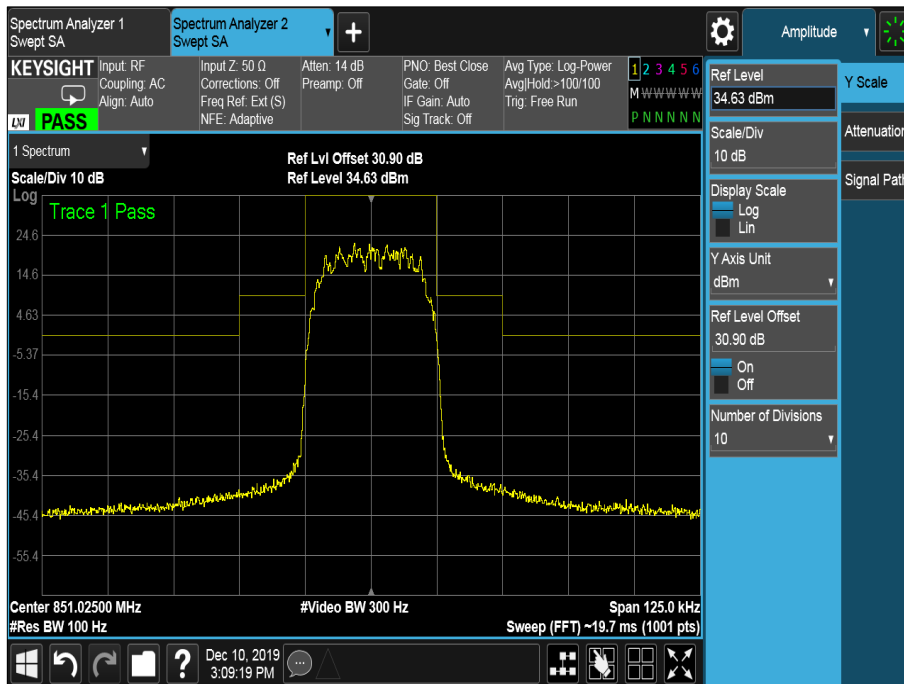 Spectrum Analyzer 1
Swept SA
Spectrum Analyzer 2
Swept SA
Amplitude
KEYSIGHT
Input: RF
Coupling: AC
Align: Auto
Input Z: 50 Ω
Corrections: Off
Freq Ref: Ext (S)
NFE: Adaptive
Atten: 14 dB
Preamp: Off
PNO: Best Close
Gate: Off
IF Gain: Auto
Sig Track: Off
Avg Type: Log-Power
Avg|Hold:>100/100
Trig: Free Run
1 2 3 4 5 6
M W W W W W
P N N N N N
LXI
PASS
1 Spectrum
Scale/Div 10 dB
Ref Lvl Offset 30.90 dB
Ref Level 34.63 dBm
Log
Trace 1 Pass
24.6
14.6
4.63
-5.37
-15.4
-25.4
-35.4
-45.4
-55.4
Center 851.02500 MHz
#Res BW 100 Hz
#Video BW 300 Hz
Span 125.0 kHz
Sweep (FFT) ~19.7 ms (1001 pts)
Ref Level
34.63 dBm
Scale/Div
10 dB
Display Scale
Log
Lin
Y Axis Unit
dBm
Ref Level Offset
30.90 dB
On
Off
Number of Divisions
10
Y Scale
Attenuation
Signal Path
?
Dec 10, 2019
3:09:19 PM